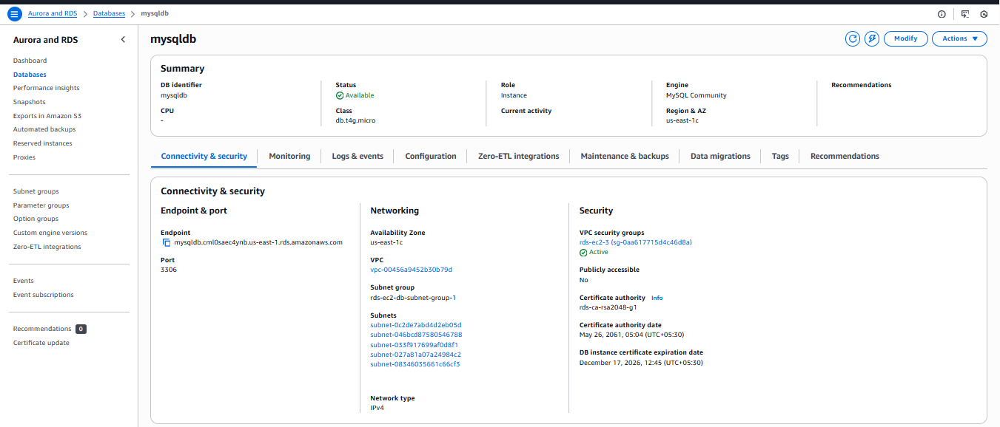 Aurora and RDS > Databases > mysqldb
Aurora and RDS
Dashboard
Databases
Performance insights
Snapshots
Exports in Amazon S3
Automated backups
Reserved instances
Proxies
Subnet groups
Parameter groups
Option groups
Custom engine versions
Zero-ETL integrations
Events
Event subscriptions
Recommendations 0
Certificate update
mysqldb
Modify
Actions
Summary
DB identifier
mysqldb
CPU
-
Status
Available
Class
db.t4g.micro
Role
Instance
Current activity
Engine
MySQL Community
Region & AZ
us-east-1c
Recommendations
Connectivity & security
Monitoring
Logs & events
Configuration
Zero-ETL integrations
Maintenance & backups
Data migrations
Tags
Recommendations
Connectivity & security
Endpoint & port
Endpoint
mysqldb.cml0saec4ynb.us-east-1.rds.amazonaws.com
Port
3306
Networking
Availability Zone
us-east-1c
VPC
vpc-00456a9452b30b79d
Subnet group
rds-ec2-db-subnet-group-1
Subnets
subnet-0c2de7abd4d2eb05d
subnet-046bcd87580546788
subnet-033f917699af0d8f1
subnet-027a81a07a24984c2
subnet-08346035661c66cf3
Network type
IPv4
Security
VPC security groups
rds-ec2-3 (sg-0aa617715d4c46d8a)
Active
Publicly accessible
No
Certificate authority Info
rds-ca-rsa2048-g1
Certificate authority date
May 26, 2061, 05:04 (UTC+05:30)
DB instance certificate expiration date
December 17, 2026, 12:45 (UTC+05:30)